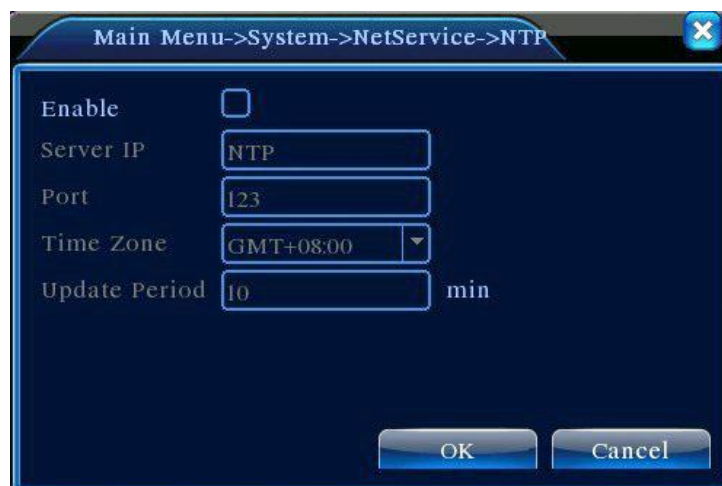 Main Menu->System->NetService->NTP
Enable
Server IP NTP
Port 123
Time Zone GMT+08:00
Update Period 10 min
OK Cancel